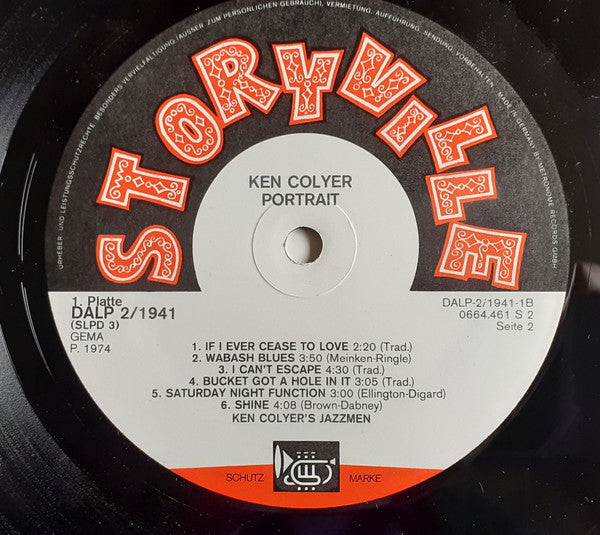 URHEBER- UND LEISTUNGSSCHUTZRECHTE, BESONDERS VERVIELFÄLTIGUNG (AUSSER ZUM PERSÖNLICHEN GEBRAUCH), VERMIETUNG, AUFFÜHRUNG, SENDUNG, VORBEHALTEN. MADE IN GERMANY BY METRONOME RECORDS GMBH
STORYVILLE
KEN COLYER
PORTRAIT
1. Platte
DALP 2/1941
(SLPD 3)
GEMA
P. 1974
DALP-2/1941-1B
0664.461 S 2
Seite 2
1. IF I EVER CEASE TO LOVE 2:20 (Trad.)
2. WABASH BLUES 3:50 (Meinken-Ringle)
3. I CAN'T ESCAPE 4:30 (Trad.)
4. BUCKET GOT A HOLE IN IT 3:05 (Trad.)
5. SATURDAY NIGHT FUNCTION 3:00 (Ellington-Digard)
6. SHINE 4:08 (Brown-Dabney)
KEN COLYER'S JAZZMEN
SCHUTZ MARKE